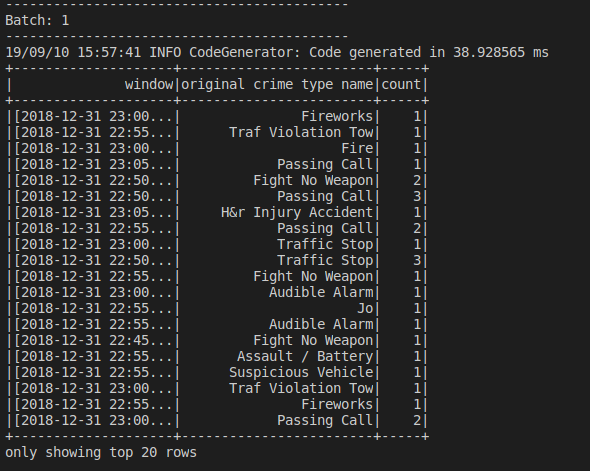 -------------------------------------------
Batch: 1
-------------------------------------------
19/09/10 15:57:41 INFO CodeGenerator: Code generated in 38.928565 ms
+--------------------+------------------------+-----+
|              window|original crime type name|count|
+--------------------+------------------------+-----+
|[2018-12-31 23:00...|               Fireworks|    1|
|[2018-12-31 22:55...|      Traf Violation Tow|    1|
|[2018-12-31 23:00...|                    Fire|    1|
|[2018-12-31 23:05...|            Passing Call|    1|
|[2018-12-31 22:50...|         Fight No Weapon|    2|
|[2018-12-31 22:50...|            Passing Call|    3|
|[2018-12-31 23:05...|     H&r Injury Accident|    1|
|[2018-12-31 22:55...|            Passing Call|    2|
|[2018-12-31 23:00...|            Traffic Stop|    1|
|[2018-12-31 22:50...|            Traffic Stop|    3|
|[2018-12-31 22:55...|         Fight No Weapon|    1|
|[2018-12-31 23:00...|           Audible Alarm|    1|
|[2018-12-31 22:55...|                      Jo|    1|
|[2018-12-31 22:55...|           Audible Alarm|    1|
|[2018-12-31 22:45...|         Fight No Weapon|    1|
|[2018-12-31 22:55...|       Assault / Battery|    1|
|[2018-12-31 22:55...|      Suspicious Vehicle|    1|
|[2018-12-31 23:00...|      Traf Violation Tow|    1|
|[2018-12-31 22:55...|               Fireworks|    1|
|[2018-12-31 23:00...|            Passing Call|    2|
+--------------------+------------------------+-----+
only showing top 20 rows